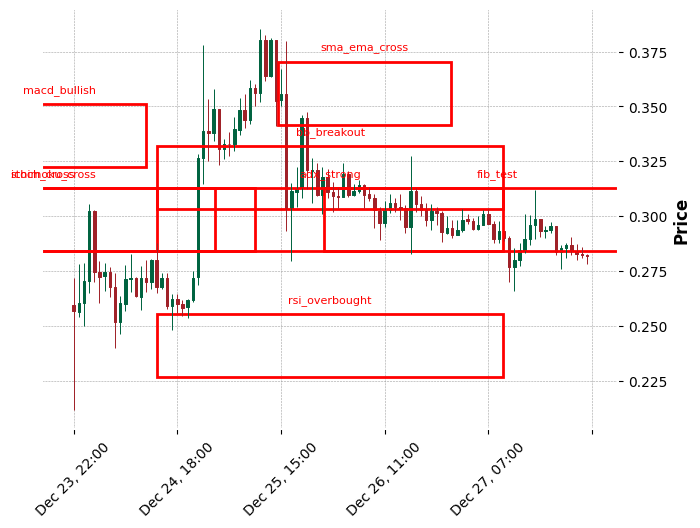 sma_ema_cross
0.375
macd_bullish
0.350
bb_breakout
0.325
adx_strong
fib_test
0.300
Price
0.275
rsi_overbought
0.250
0.225
Dec 23, 22:00
Dec 24, 18:00
Dec 25, 15:00
Dec 26, 11:00
Dec 27, 07:00